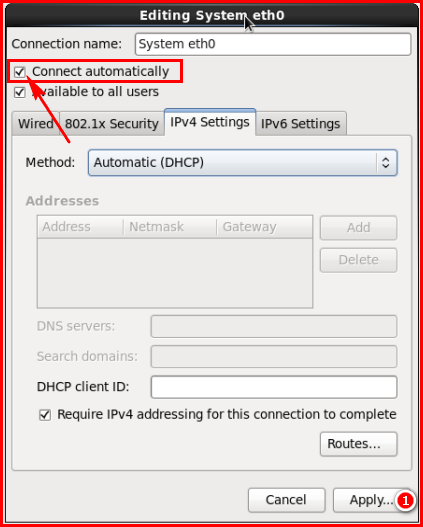 Editing System eth0
Connection name: System eth0
Connect automatically
Available to all users
Wired 802.1x Security IPv4 Settings IPv6 Settings
Method: Automatic (DHCP)
Addresses
Address Netmask Gateway Add
Delete
DNS servers:
Search domains:
DHCP client ID:
Require IPv4 addressing for this connection to complete
Routes...
Cancel Apply... 1